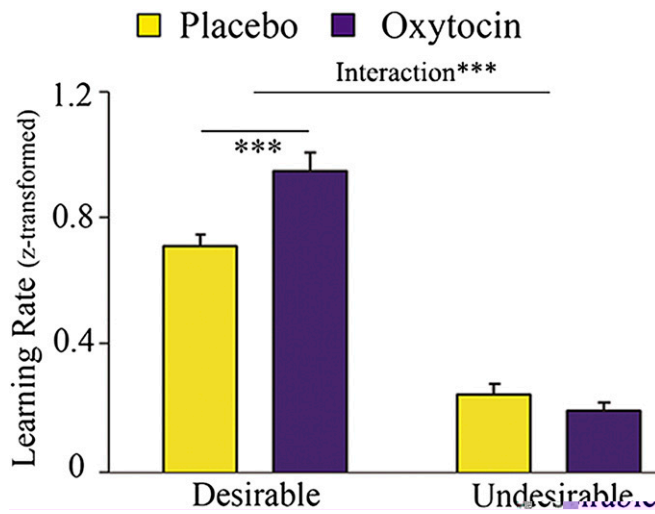 Placebo Oxytocin
Interaction***
***
Learning Rate (z-transformed)
1.2
0.8
0.4
0
Desirable Undesirable